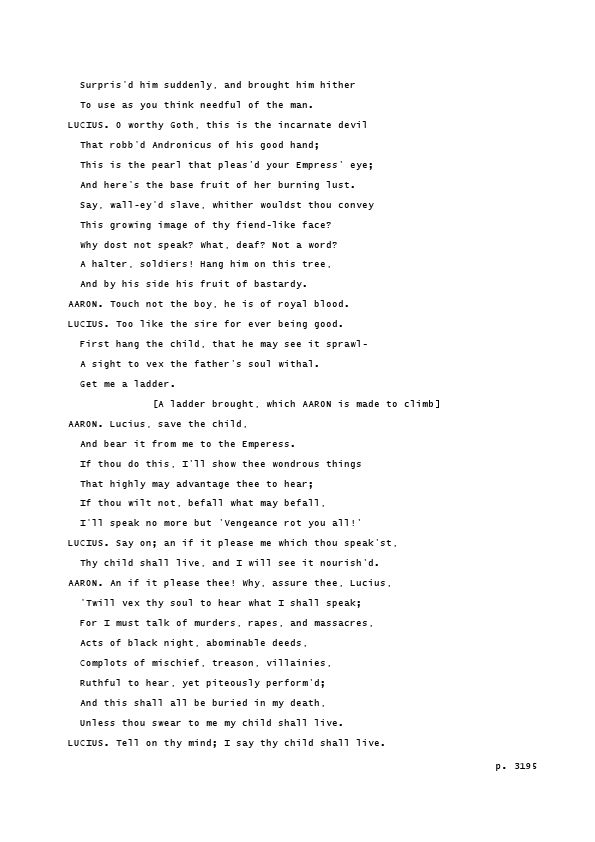 Surpris'd him suddenly, and brought him hither
To use as you think needful of the man.
LUCIUS. O worthy Goth, this is the incarnate devil
That robb'd Andronicus of his good hand;
This is the pearl that pleas'd your Empress' eye;
And here's the base fruit of her burning lust.
Say, wall-ey'd slave, whither wouldst thou convey
This growing image of thy fiend-like face?
Why dost not speak? What, deaf? Not a word?
A halter, soldiers! Hang him on this tree,
And by his side his fruit of bastardy.
AARON. Touch not the boy, he is of royal blood.
LUCIUS. Too like the sire for ever being good.
First hang the child, that he may see it sprawl-
A sight to vex the father's soul withal.
Get me a ladder.
[A ladder brought, which AARON is made to climb]
AARON. Lucius, save the child,
And bear it from me to the Emperess.
If thou do this, I'll show thee wondrous things
That highly may advantage thee to hear;
If thou wilt not, befall what may befall,
I'll speak no more but 'Vengeance rot you all!'
LUCIUS. Say on; an if it please me which thou speak'st,
Thy child shall live, and I will see it nourish'd.
AARON. An if it please thee! Why, assure thee, Lucius,
'Twill vex thy soul to hear what I shall speak;
For I must talk of murders, rapes, and massacres,
Acts of black night, abominable deeds,
Complots of mischief, treason, villainies,
Ruthful to hear, yet piteously perform'd;
And this shall all be buried in my death,
Unless thou swear to me my child shall live.
LUCIUS. Tell on thy mind; I say thy child shall live.
p. 3195